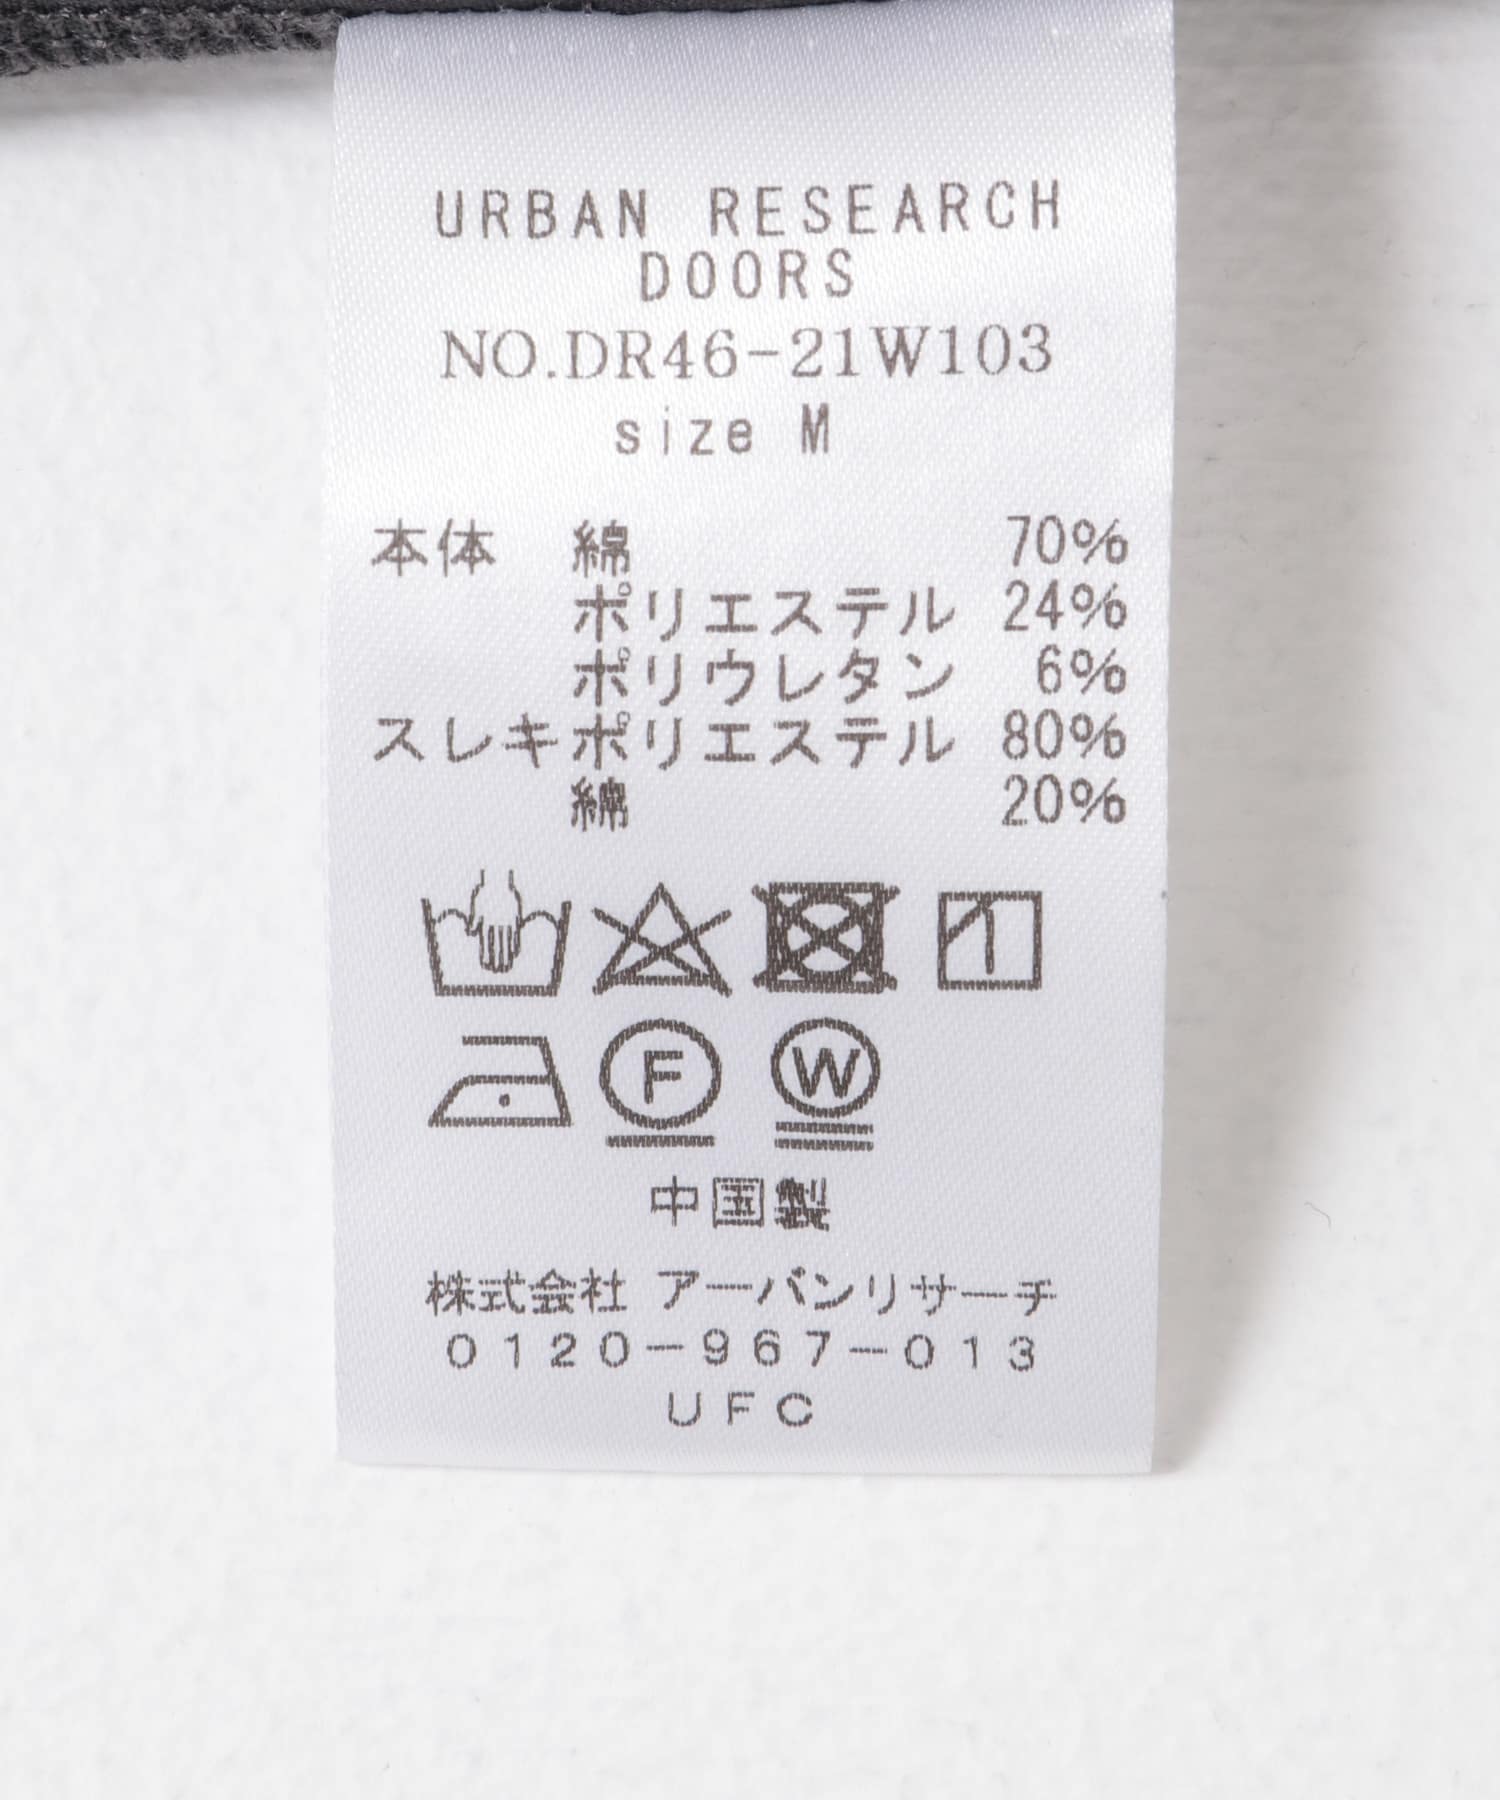 URBAN RESEARCH
DOORS
NO.DR46-21W103
size M
本体 綿 70%
ポリエステル 24%
ポリウレタン 6%
スレキ ポリエステル 80%
綿 20%
F W
中国製
株式会社 アーバンリサーチ
0120-967-013
UFC